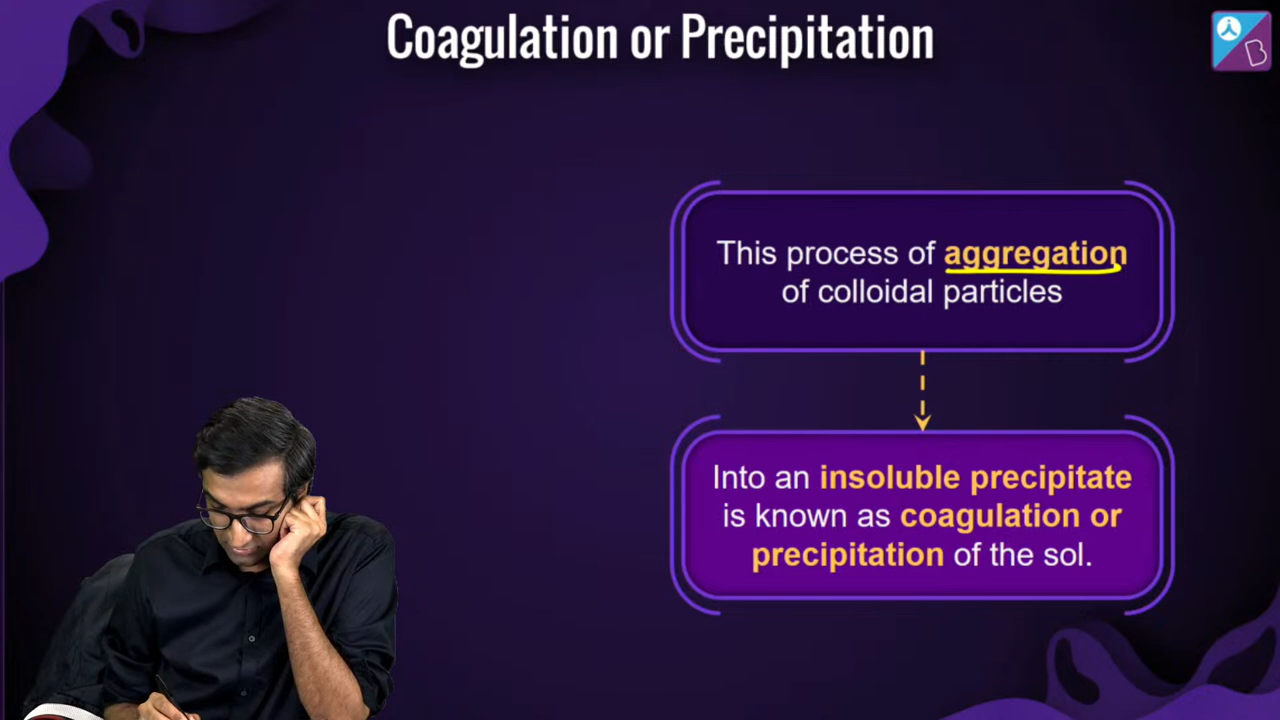 Coagulation or Precipitation
This process of aggregation
of colloidal particles
Into an insoluble precipitate
is known as coagulation or
precipitation of the sol.
B